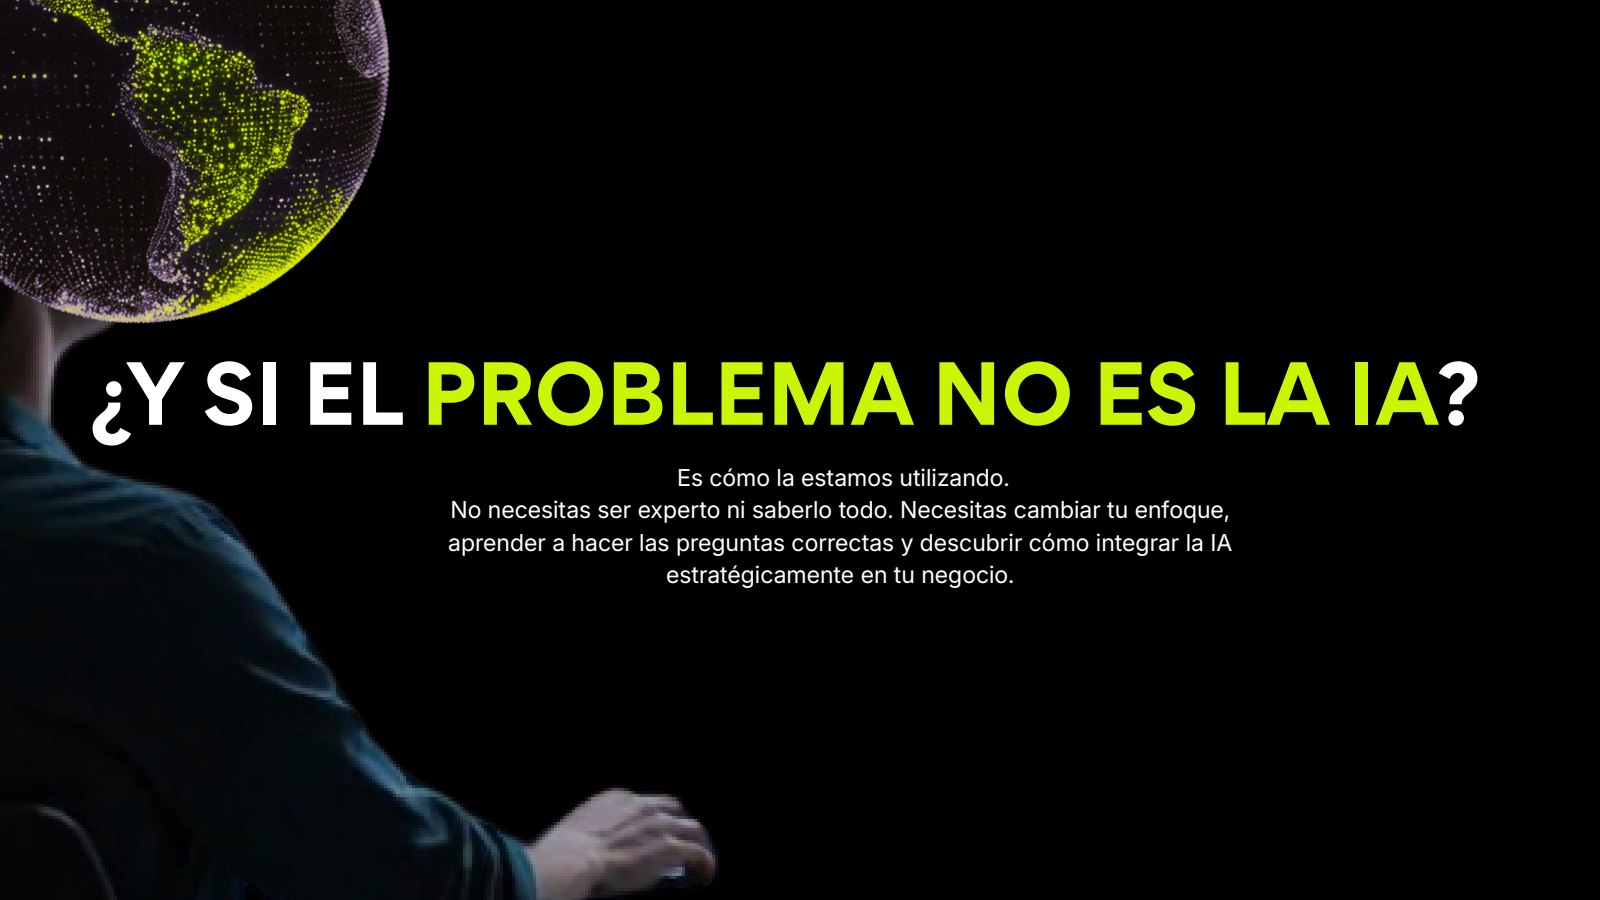 ¿Y SI EL PROBLEMA NO ES LA IA?
Es cómo la estamos utilizando.
No necesitas ser experto ni saberlo todo. Necesitas cambiar tu enfoque,
aprender a hacer las preguntas correctas y descubrir cómo integrar la IA
estratégicamente en tu negocio.